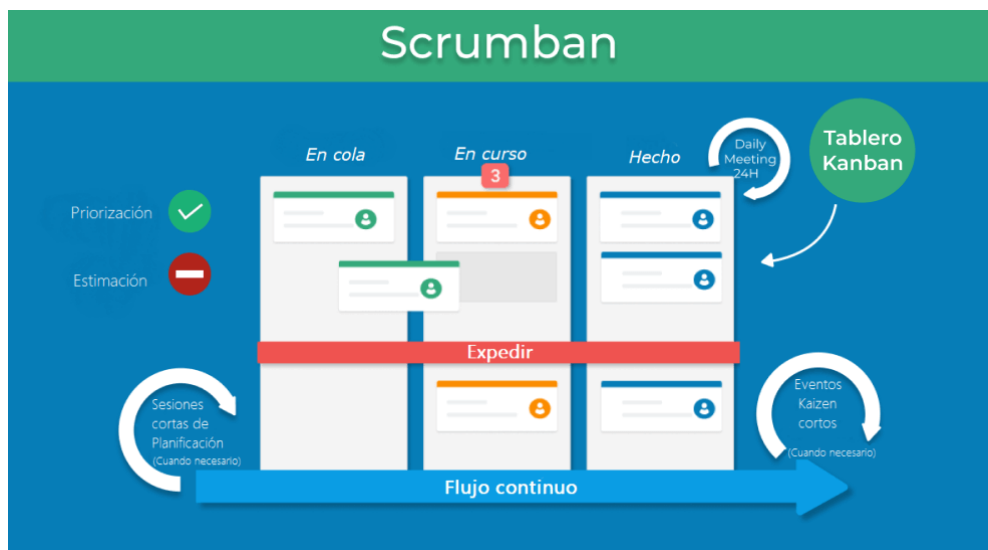 Scrumban
En cola
En curso
3
Hecho
Daily
Meeting
24H
Tablero
Kanban
Priorización
Estimación
Expedir
Sesiones
cortas de
Planificación
(Cuando necesario)
Eventos
Kaizen
cortos
(Cuando necesario)
Flujo continuo